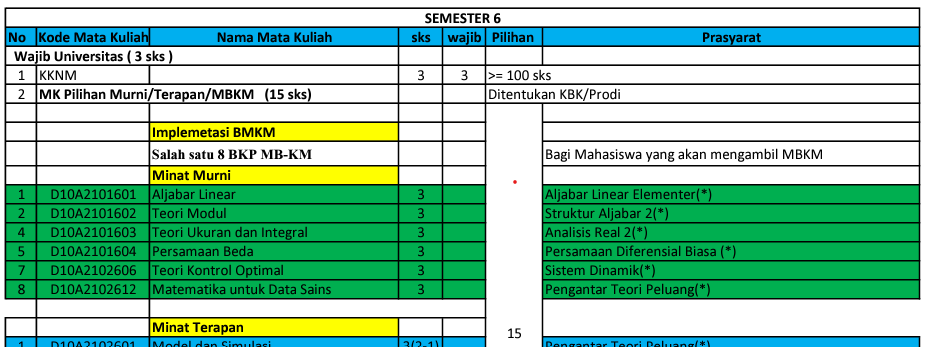 SEMESTER 6
No Kode Mata Kuliah Nama Mata Kuliah sks wajib Pilihan Prasyarat
Wajib Universitas ( 3 sks )
1 KKNM 3 3 >= 100 sks
2 MK Pilihan Murni/Terapan/MBKM (15 sks) Ditentukan KBK/Prodi
Implemetasi BMKM
Salah satu 8 BKP MB-KM Bagi Mahasiswa yang akan mengambil MBKM
Minat Murni
1 D10A2101601 Aljabar Linear 3 Aljabar Linear Elementer(*)
2 D10A2101602 Teori Modul 3 Struktur Aljabar 2(*)
4 D10A2101603 Teori Ukuran dan Integral 3 Analisis Real 2(*)
5 D10A2101604 Persamaan Beda 3 Persamaan Diferensial Biasa (*)
7 D10A2102606 Teori Kontrol Optimal 3 Sistem Dinamik(*)
8 D10A2102612 Matematika untuk Data Sains 3 Pengantar Teori Peluang(*)
Minat Terapan
15
1 D10A2102601 Model dan Simulasi 3(2-1) Pengantar Teori Peluang(*)